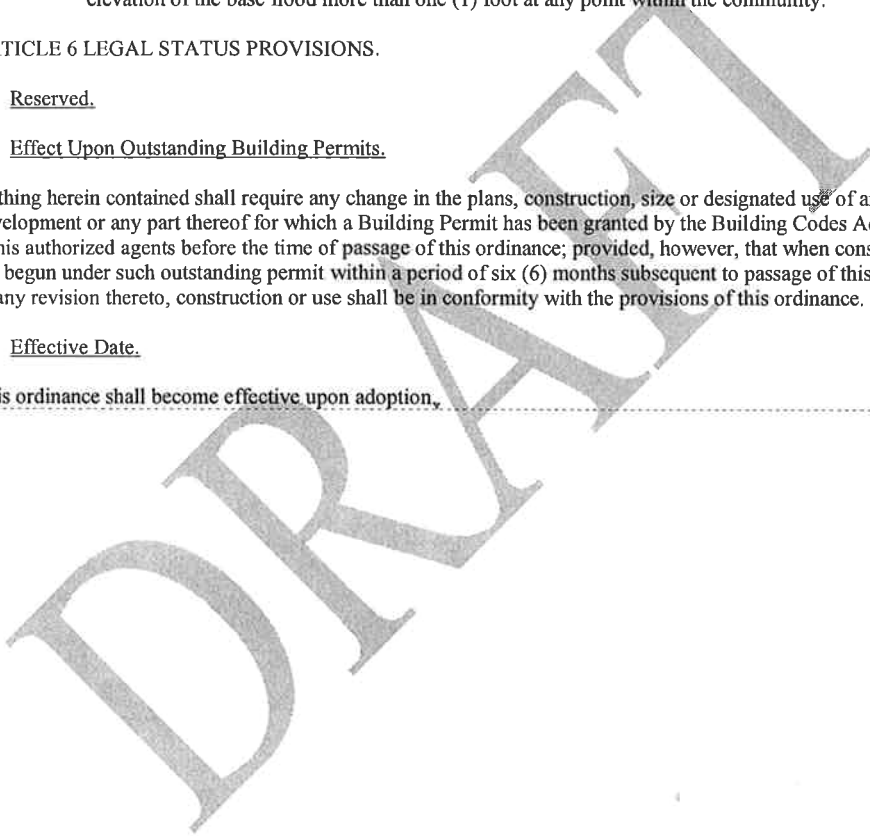 elevation of the base flood more than one (1) foot at any point within the community.
TICLE 6 LEGAL STATUS PROVISIONS.
Reserved.
Effect Upon Outstanding Building Permits.
thing herein contained shall require any change in the plans, construction, size or designated use of a
velopment or any part thereof for which a Building Permit has been granted by the Building Codes A
his authorized agents before the time of passage of this ordinance; provided, however, that when cons
begun under such outstanding permit within a period of six (6) months subsequent to passage of this
any revision thereto, construction or use shall be in conformity with the provisions of this ordinance.
Effective Date.
is ordinance shall become effective upon adoption.
DRAFT